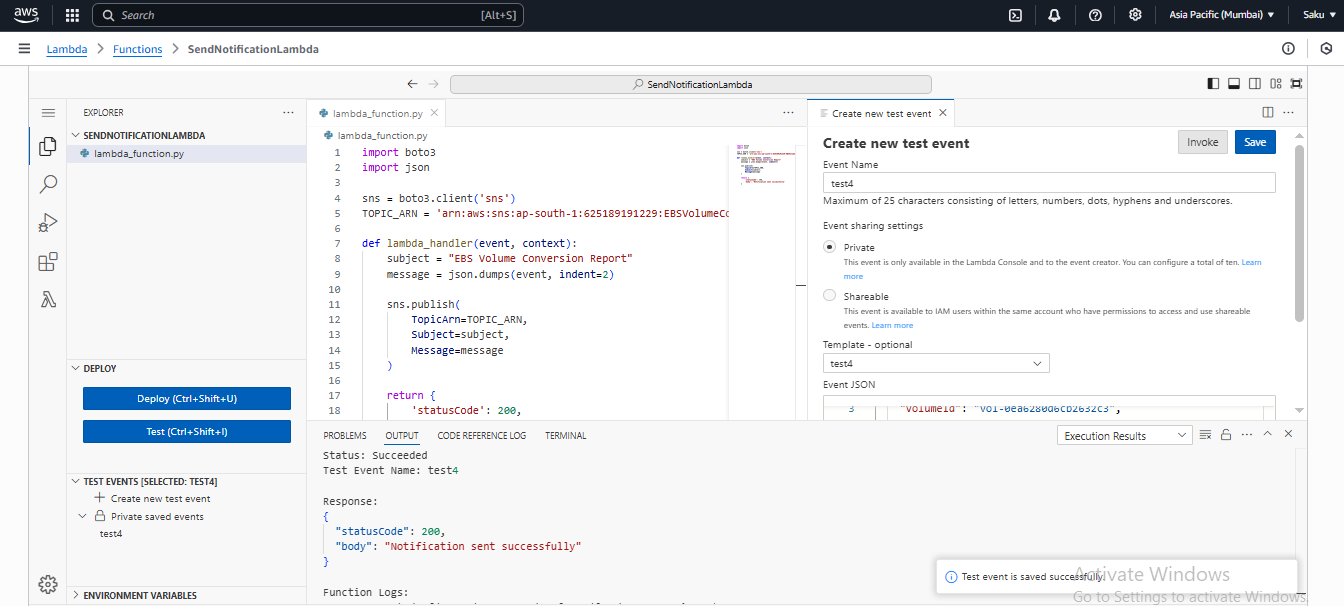 aws
Search [Alt+S] Asia Pacific (Mumbai) ▼ Saku ▼
Lambda > Functions > SendNotificationLambda
SendNotificationLambda
EXPLORER
SENDNOTIFICATIONLAMBDA
lambda_function.py
DEPLOY
Deploy (Ctrl+Shift+U)
Test (Ctrl+Shift+I)
TEST EVENTS [SELECTED: TEST4]
Create new test event
Private saved events
test4
ENVIRONMENT VARIABLES
lambda_function.py
lambda_function.py
1 import boto3
2 import json
3
4 sns = boto3.client('sns')
5 TOPIC_ARN = 'arn:aws:sns:ap-south-1:625189191229:EBSVolumeCo
6
7 def lambda_handler(event, context):
8 subject = "EBS Volume Conversion Report"
9 message = json.dumps(event, indent=2)
10
11 sns.publish(
12 TopicArn=TOPIC_ARN,
13 Subject=subject,
14 Message=message
15 )
16
17 return {
18 'statusCode': 200,
Create new test event
Create new test event
Invoke
Save
Event Name
test4
Maximum of 25 characters consisting of letters, numbers, dots, hyphens and underscores.
Event sharing settings
Private
This event is only available in the Lambda Console and to the event creator. You can configure a total of ten. Learn
more
Shareable
This event is available to IAM users within the same account who have permissions to access and use shareable
events. Learn more
Template - optional
test4
Event JSON
3 "VolumeId": "vol-0ea6280d6cb2632c3",
PROBLEMS OUTPUT CODE REFERENCE LOG TERMINAL
Execution Results
Status: Succeeded
Test Event Name: test4
Response:
{
"statusCode": 200,
"body": "Notification sent successfully"
}
Function Logs:
Test event is saved successfully.
Activate Windows
Go to Settings to activate Windows.